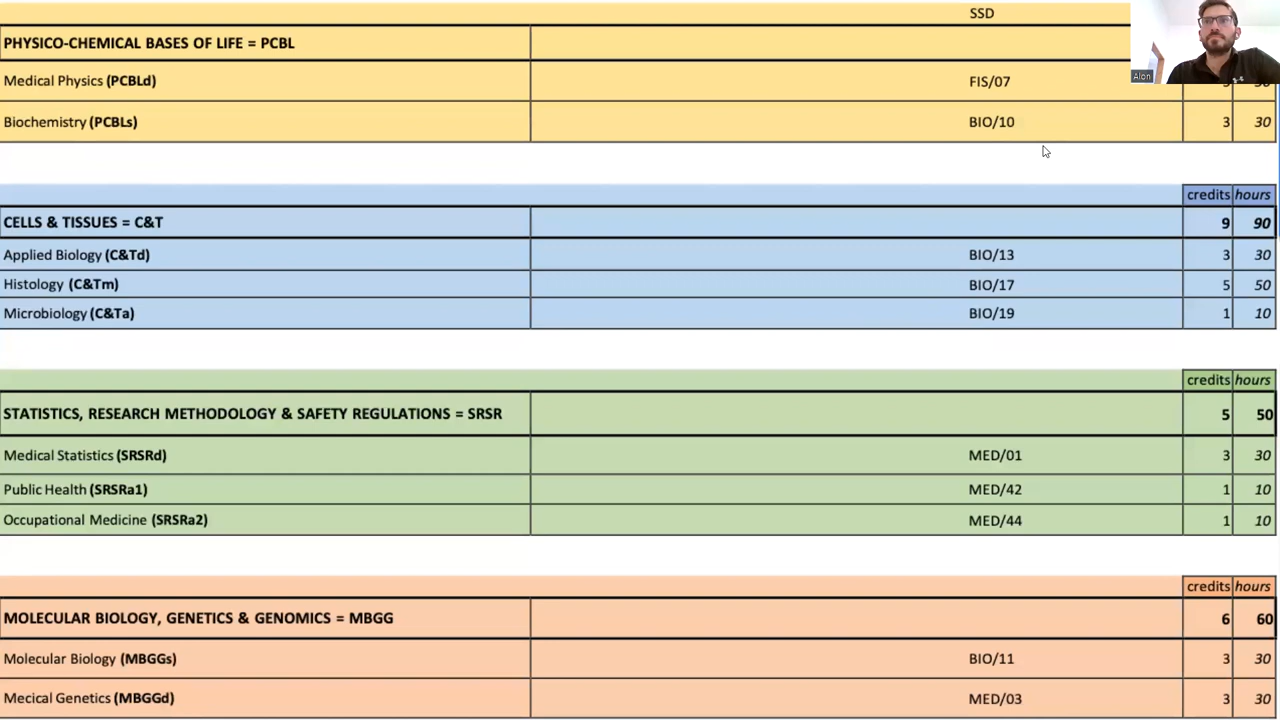 SSD
PHYSICO-CHEMICAL BASES OF LIFE = PCBL
Medical Physics (PCBLd) FIS/07
Biochemistry (PCBLs) BIO/10 3 30
Alon
credits hours
CELLS & TISSUES = C&T 9 90
Applied Biology (C&Td) BIO/13 3 30
Histology (C&Tm) BIO/17 5 50
Microbiology (C&Ta) BIO/19 1 10
credits hours
STATISTICS, RESEARCH METHODOLOGY & SAFETY REGULATIONS = SRSR 5 50
Medical Statistics (SRSRd) MED/01 3 30
Public Health (SRSRa1) MED/42 1 10
Occupational Medicine (SRSRa2) MED/44 1 10
credits hours
MOLECULAR BIOLOGY, GENETICS & GENOMICS = MBGG 6 60
Molecular Biology (MBGGs) BIO/11 3 30
Mecical Genetics (MBGGd) MED/03 3 30